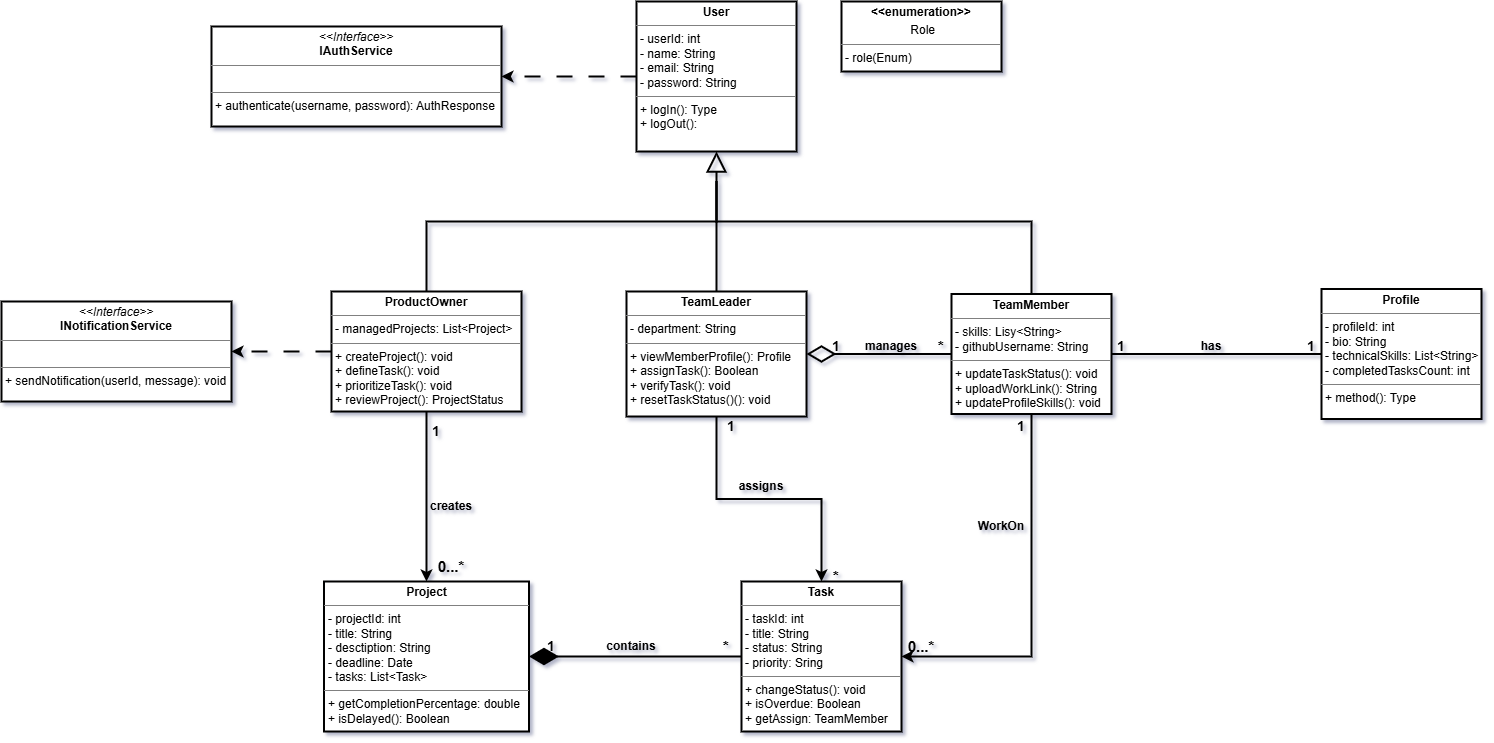 User
- userId: int
- name: String
- email: String
- password: String
+ logIn(): Type
+ logOut():
<<enumeration>>
Role
- role(Enum)
<<Interface>>
IAuthService
+ authenticate(username, password): AuthResponse
<<Interface>>
INotificationService
+ sendNotification(userId, message): void
ProductOwner
- managedProjects: List<Project>
+ createProject(): void
+ defineTask(): void
+ prioritizeTask(): void
+ reviewProject(): ProjectStatus
TeamLeader
- department: String
+ viewMemberProfile(): Profile
+ assignTask(): Boolean
+ verifyTask(): void
+ resetTaskStatus()(): void
1
manages
*
TeamMember
- skills: Lisy<String>
- githubUsername: String
+ updateTaskStatus(): void
+ uploadWorkLink(): String
+ updateProfileSkills(): void
1
has
1
Profile
- profileId: int
- bio: String
- technicalSkills: List<String>
- completedTasksCount: int
+ method(): Type
1
creates
0...*
1
assigns
*
1
WorkOn
0...*
Project
- projectId: int
- title: String
- desctiption: String
- deadline: Date
- tasks: List<Task>
+ getCompletionPercentage: double
+ isDelayed(): Boolean
1
contains
*
Task
- taskId: int
- title: String
- status: String
- priority: Sring
+ changeStatus(): void
+ isOverdue: Boolean
+ getAssign: TeamMember